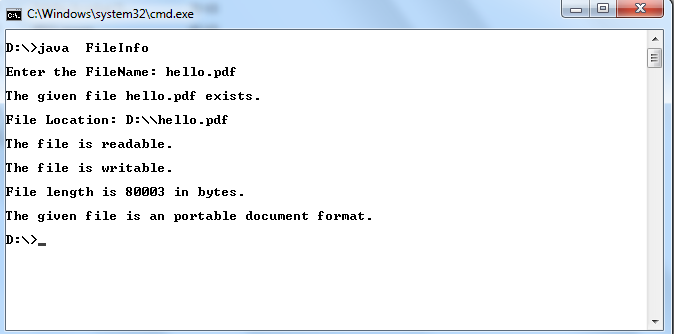 C:\Windows\system32\cmd.exe
D:\>java  FileInfo
Enter the FileName: hello.pdf
The given file hello.pdf exists.
File Location: D:\\hello.pdf
The file is readable.
The file is writable.
File length is 80003 in bytes.
The given file is an portable document format.
D:\>_